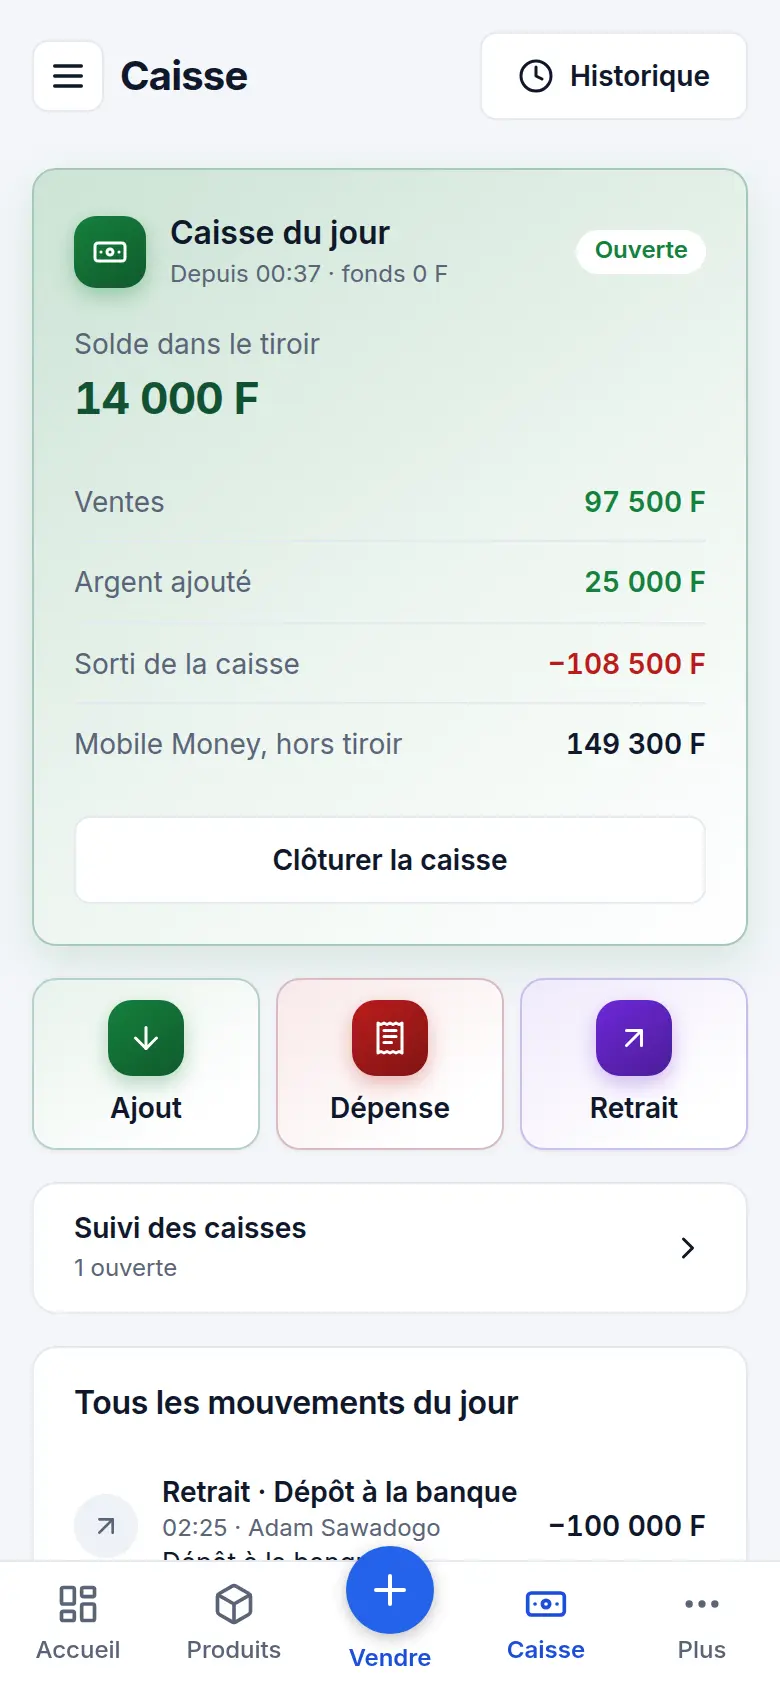 Caisse
Historique
Caisse du jour
Depuis 00:37 · fonds 0 F
Ouverte
Solde dans le tiroir
14 000 F
Ventes
97 500 F
Argent ajouté
25 000 F
Sorti de la caisse
−108 500 F
Mobile Money, hors tiroir
149 300 F
Clôturer la caisse
Ajout
Dépense
Retrait
Suivi des caisses
1 ouverte
Tous les mouvements du jour
Retrait · Dépôt à la banque
02:25 · Adam Sawadogo
−100 000 F
Dépôt à la
Accueil
Produits
Vendre
Caisse
Plus